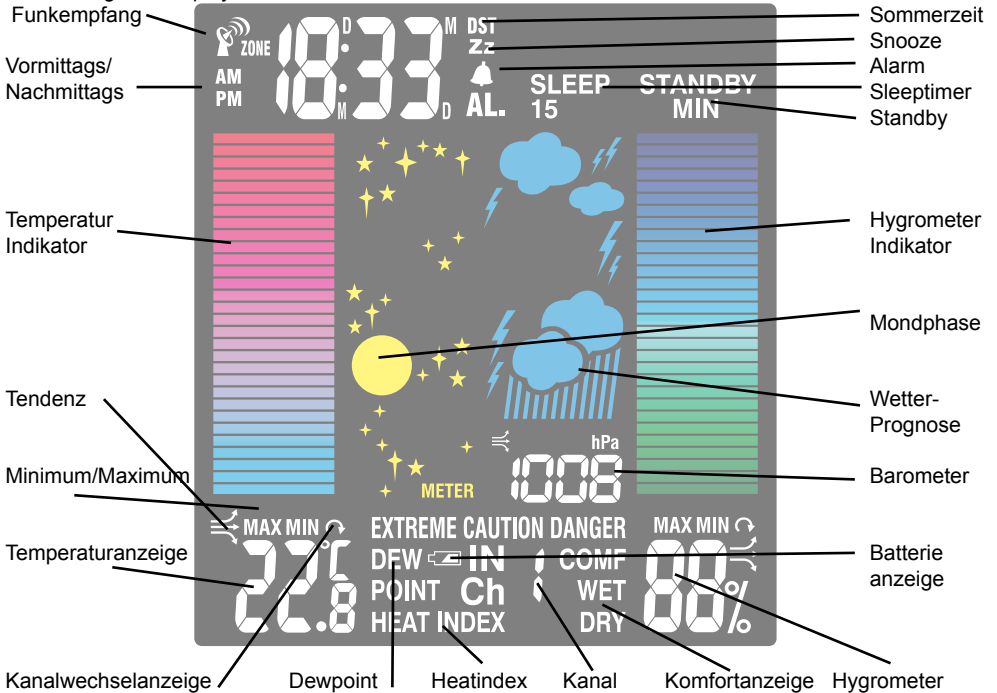 Funkempfang
Vormittags/
Nachmittags
Temperatur
Indikator
Tendenz
Minimum/Maximum
Temperaturanzeige
Kanalwechselanzeige
ZONE
18:33
D
M
M
D
AM
PM
DST
Zz
AL.
SLEEP
15
STANDBY
MIN
METER
hPa
1008
MAX MIN
22.8
°C
EXTREME CAUTION DANGER
DEW IN 1 COMF
POINT Ch WET
HEAT INDEX DRY
MAX MIN
88%
Sommerzeit
Snooze
Alarm
Sleeptimer
Standby
Hygrometer
Indikator
Mondphase
Wetter-
Prognose
Barometer
Batterie
anzeige
Dewpoint
Heatindex
Kanal
Komfortanzeige
Hygrometer